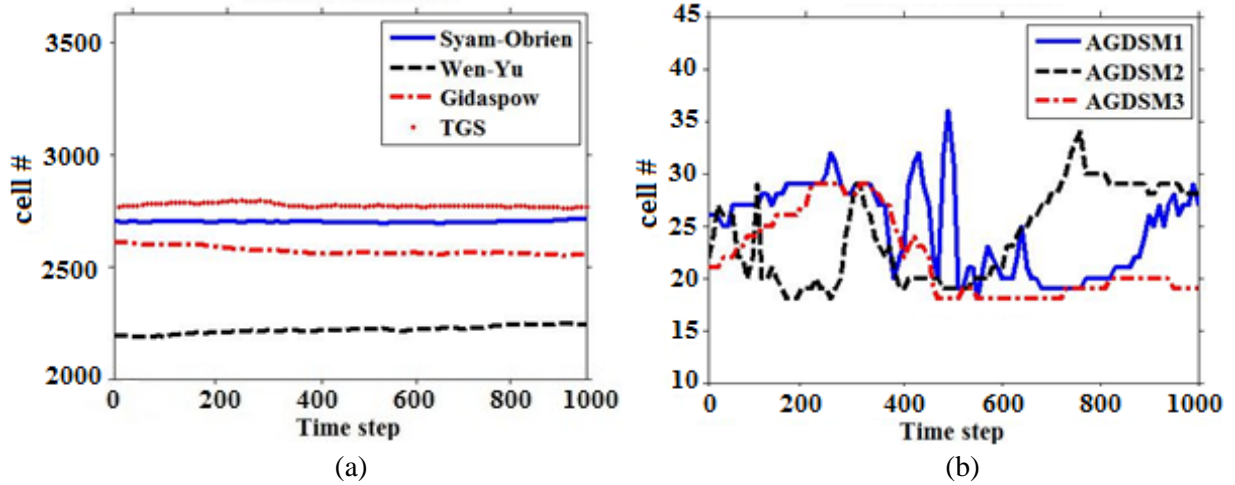 3500
3000
2500
2000
cell #
0
200
400
600
800
1000
Time step
Syam-Obrien
Wen-Yu
Gidaspow
TGS
(a)
45
40
35
30
25
20
15
10
cell #
0
200
400
600
800
1000
Time step
AGDSM1
AGDSM2
AGDSM3
(b)